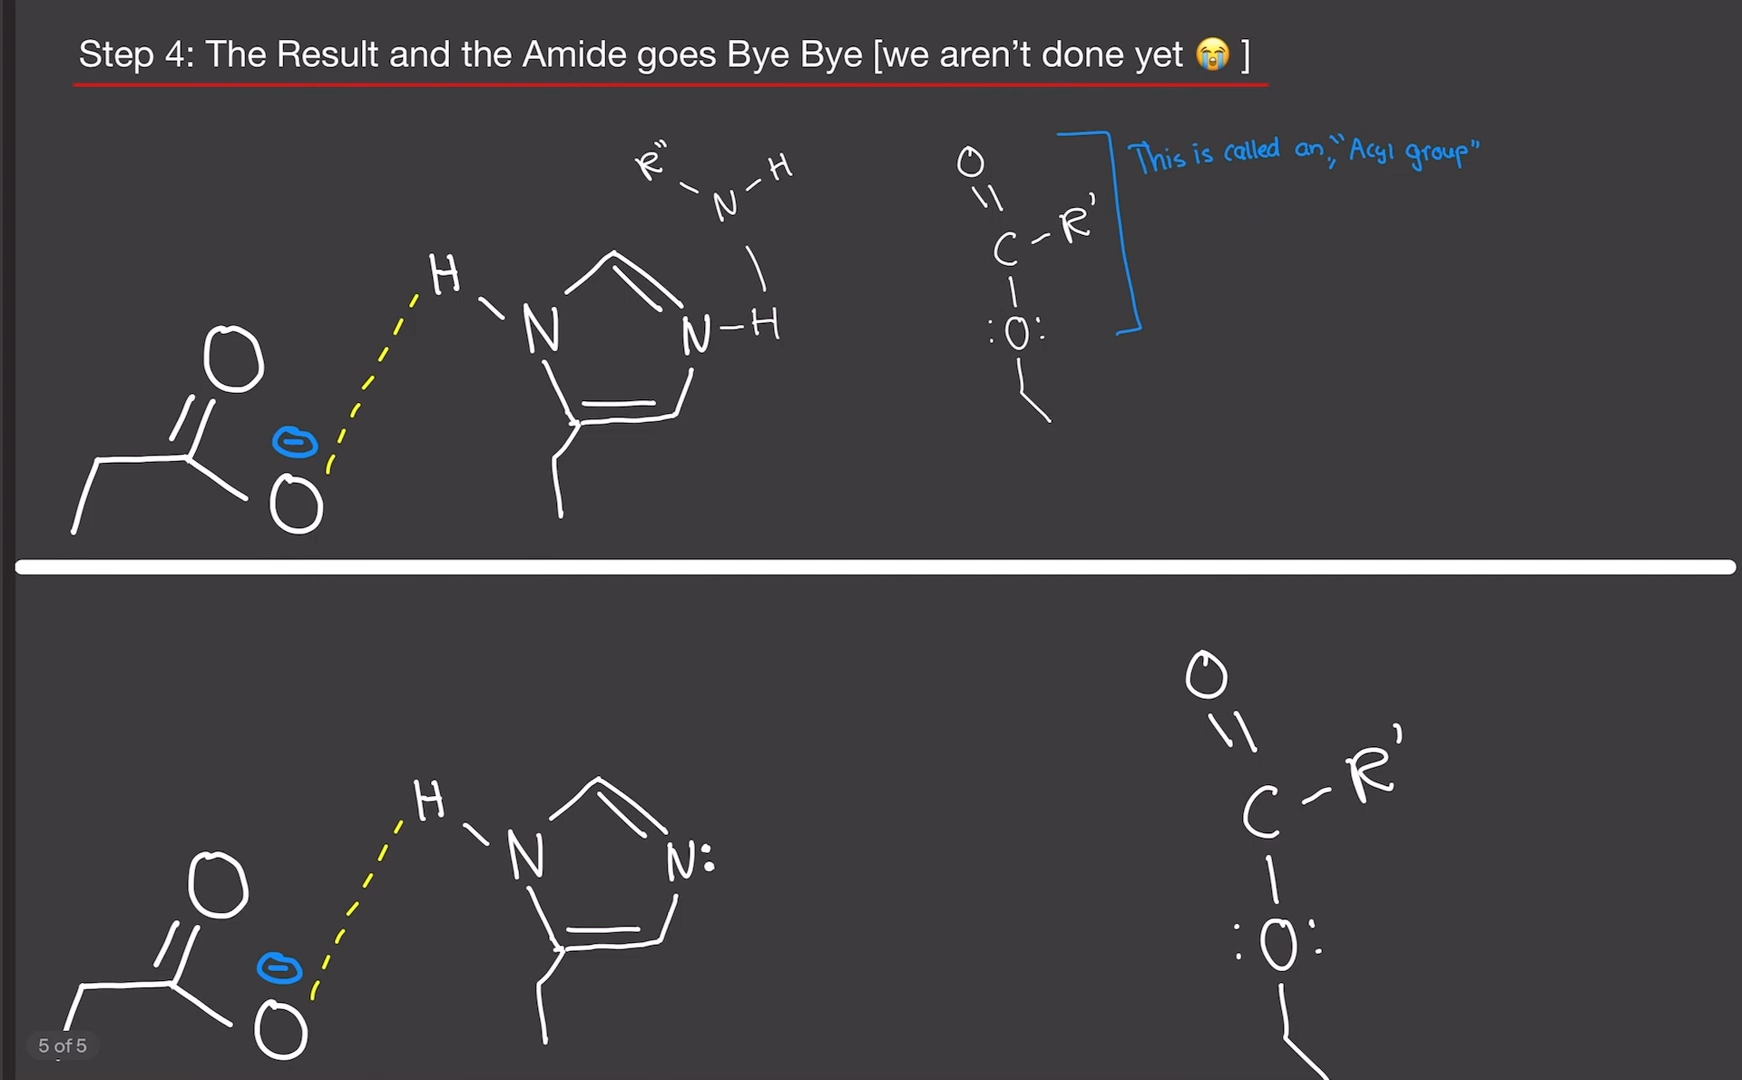 Step 4: The Result and the Amide goes Bye Bye [we aren't done yet 😭 ]
This is called an, "Acyl group"
R"
N
H
H
N
N-H
O
O
⊖
O
C
R'
:O:
H
N
N:
O
O
⊖
O
C
R'
:O:
5 of 5